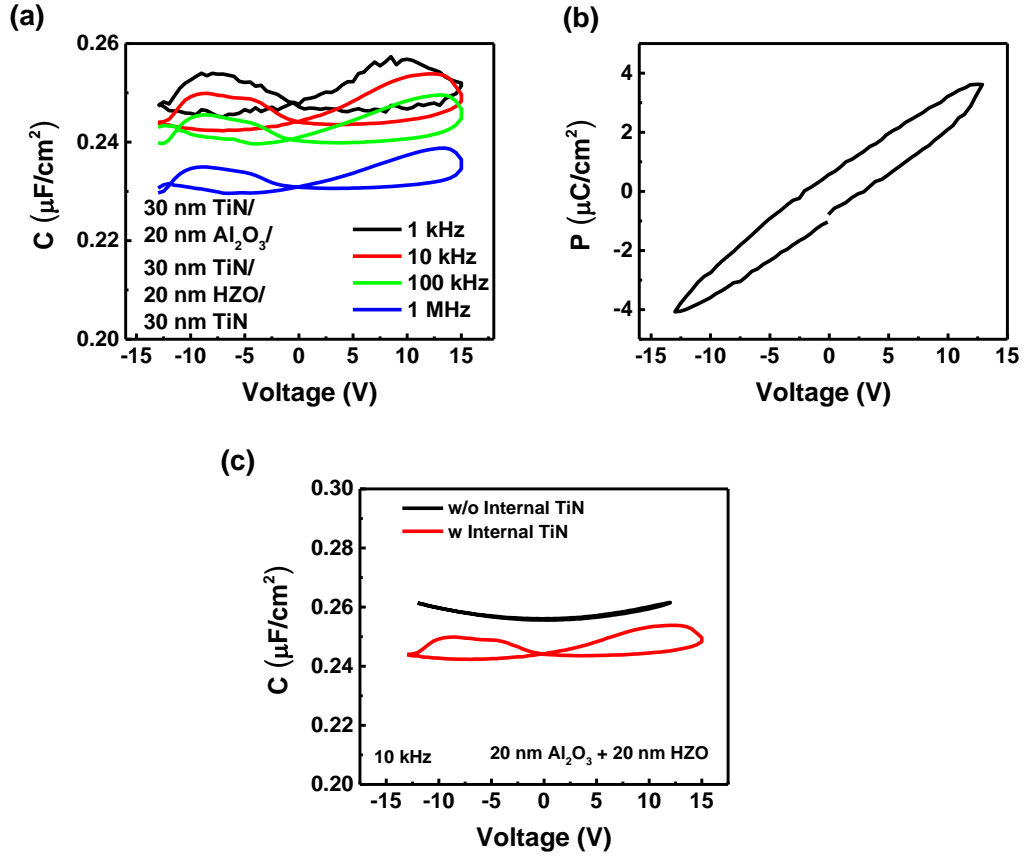 (a)
C (μF/cm²)
0.26
0.24
0.22
0.20
30 nm TiN/
20 nm Al₂O₃/
30 nm TiN/
20 nm HZO/
30 nm TiN
1 kHz
10 kHz
100 kHz
1 MHz
-15 -10 -5 0 5 10 15
Voltage (V)
(b)
P (μC/cm²)
4
2
0
-2
-4
-15 -10 -5 0 5 10 15
Voltage (V)
(c)
C (μF/cm²)
0.30
0.28
0.26
0.24
0.22
0.20
w/o Internal TiN
w Internal TiN
10 kHz
20 nm Al₂O₃ + 20 nm HZO
-15 -10 -5 0 5 10 15
Voltage (V)